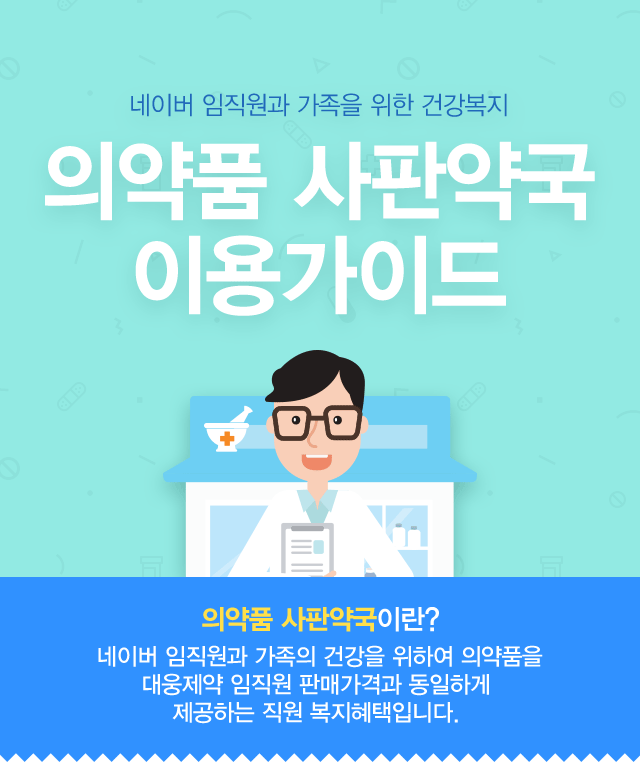 네이버 임직원과 가족을 위한 건강복지
의약품 사판약국
이용가이드
의약품 사판약국이란?
네이버 임직원과 가족의 건강을 위하여 의약품을
대웅제약 임직원 판매가격과 동일하게
제공하는 직원 복지혜택입니다.